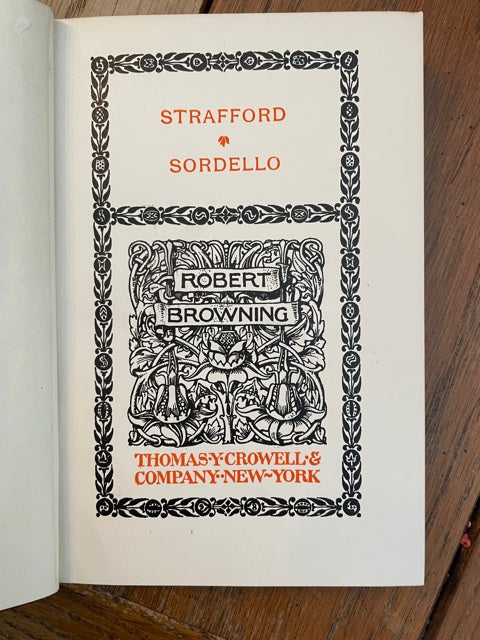 STRAFFORD
SORDELLO
ROBERT
BROWNING
THOMAS·Y·CROWELL·&
COMPANY··NEW~YORK